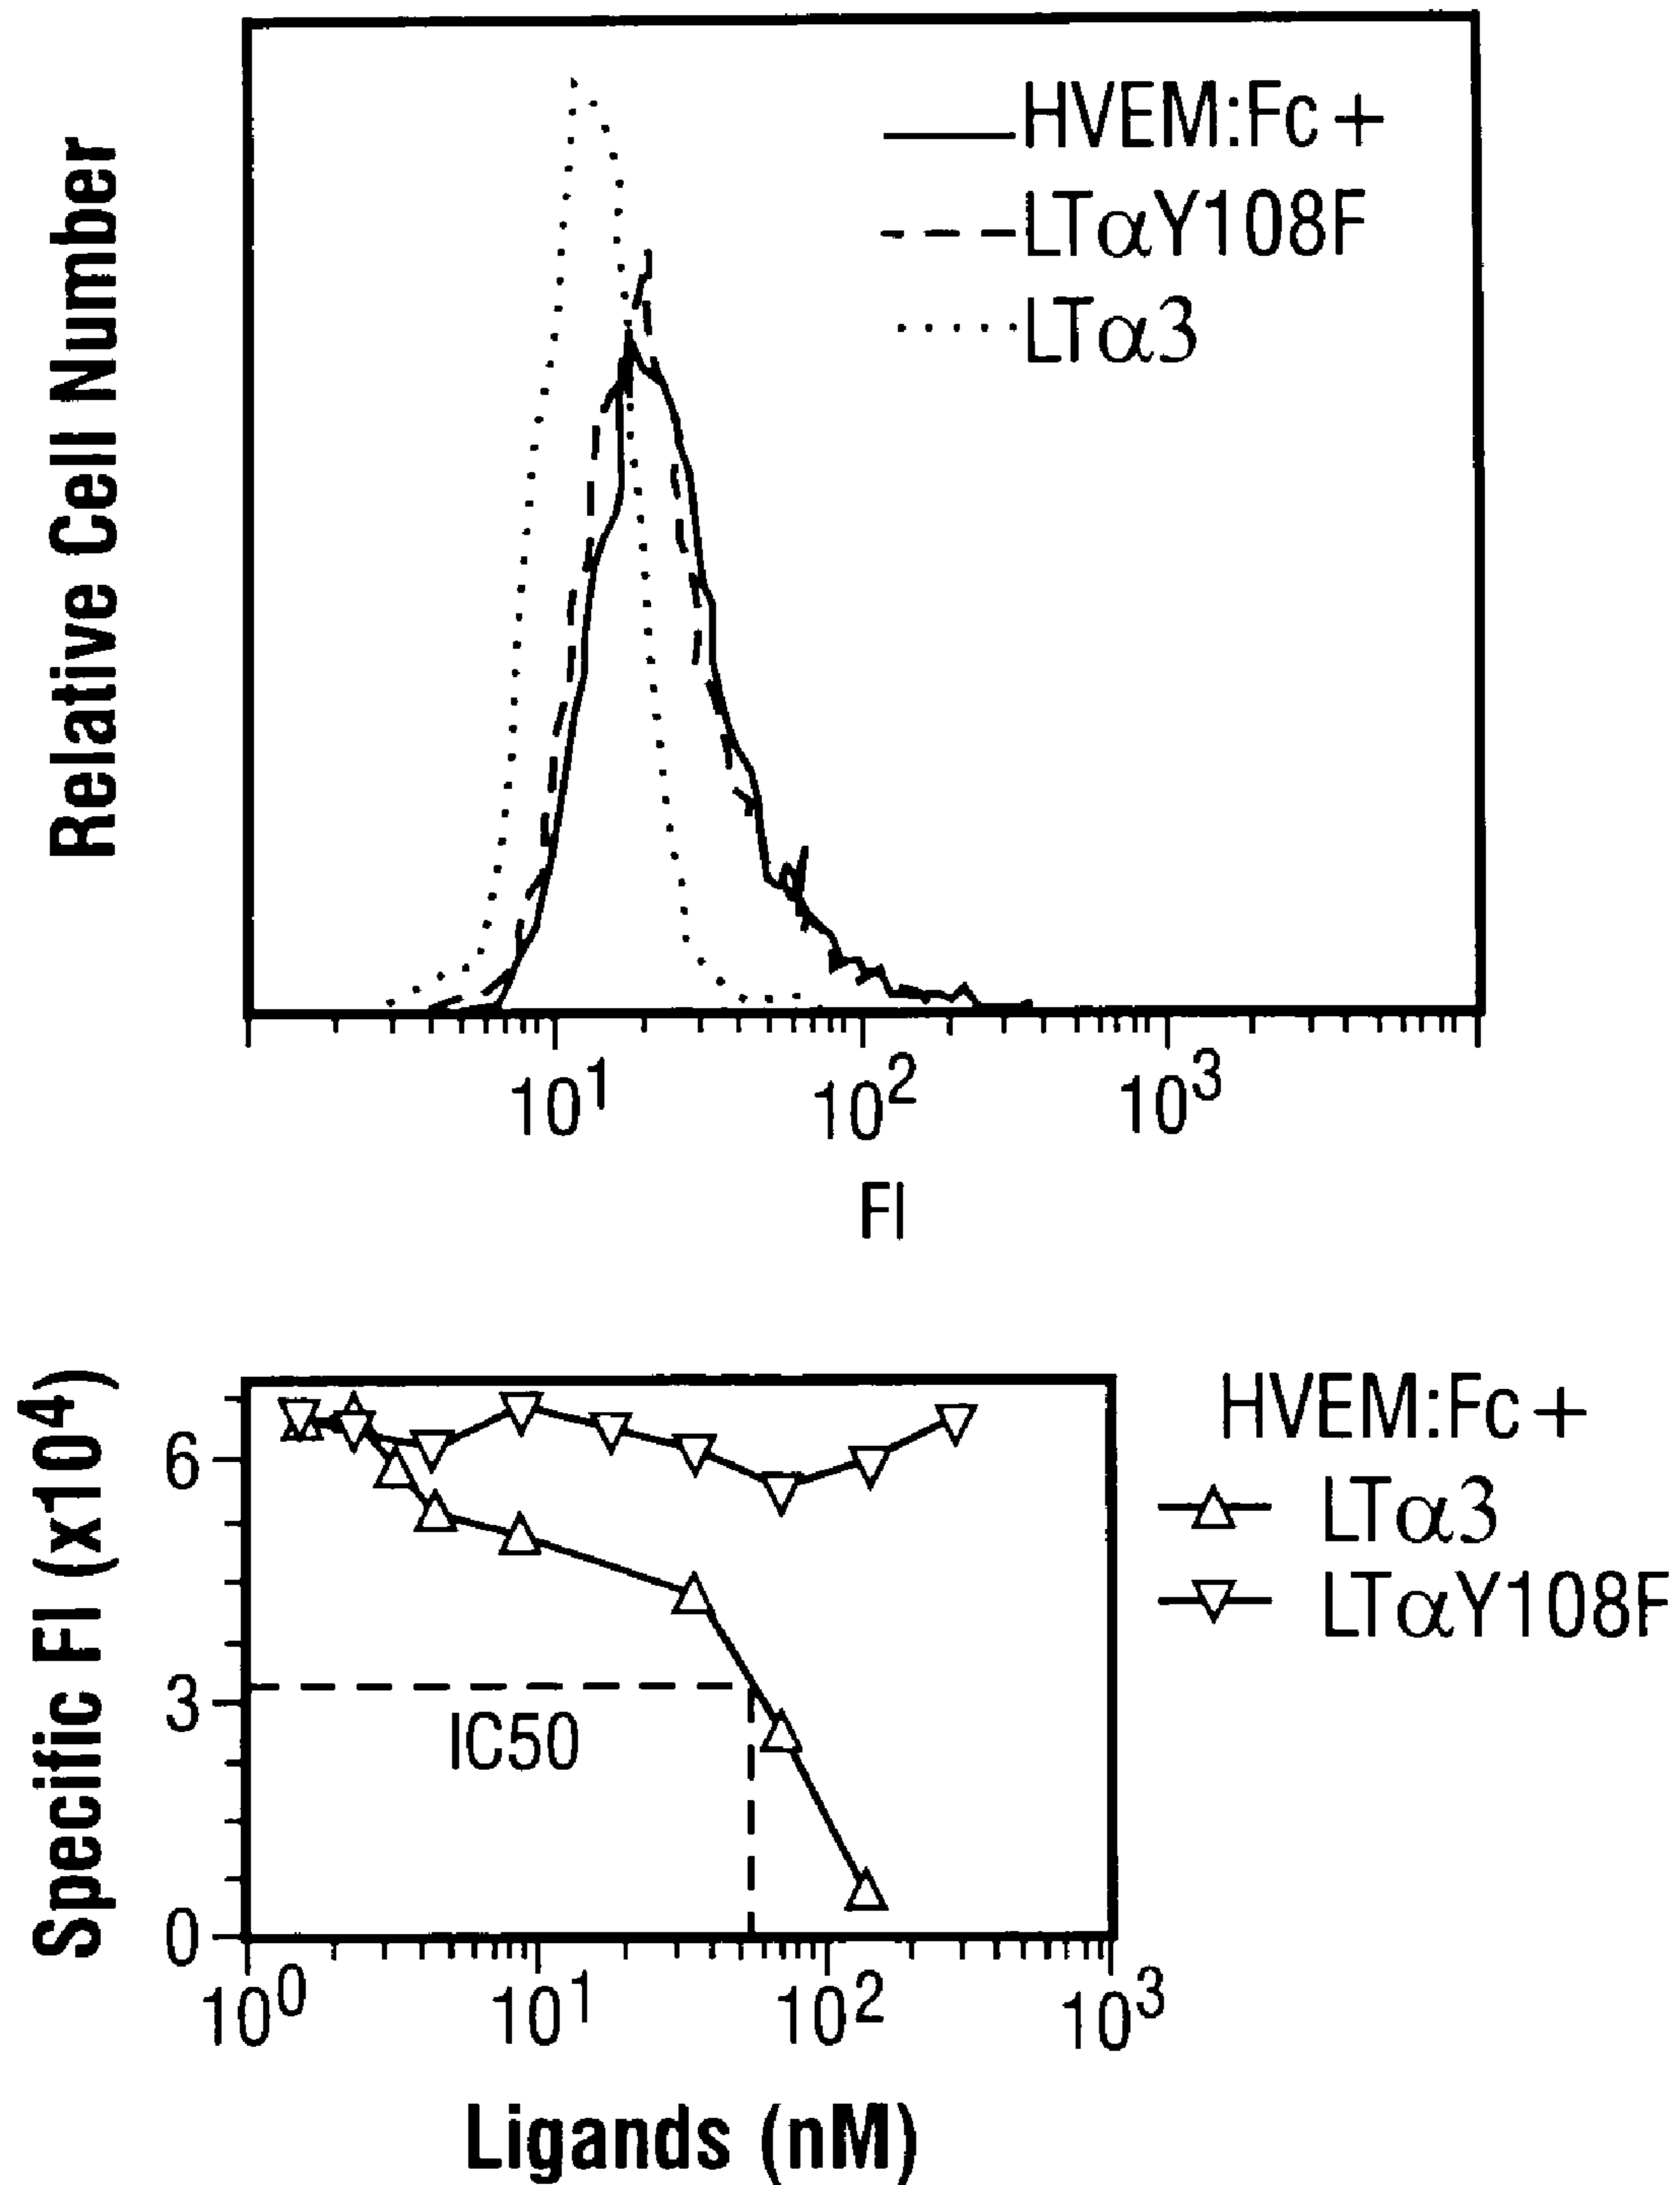 Relative Cell Number
HVEM:Fc +
LTαY108F
LTα3
10¹ 10² 10³
FI
Specific FI (x10⁴)
6
3
0
IC50
HVEM:Fc +
LTα3
LTαY108F
10⁰ 10¹ 10² 10³
Ligands (nM)